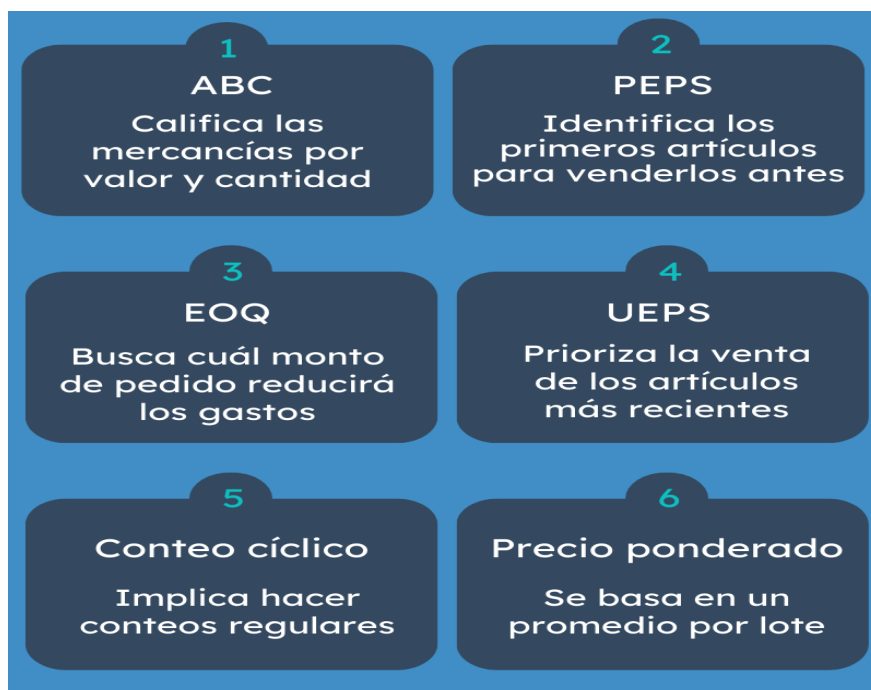 1
ABC
Califica las
mercancías por
valor y cantidad
2
PEPS
Identifica los
primeros artículos
para venderlos antes
3
EOQ
Busca cuál monto
de pedido reducirá
los gastos
4
UEPS
Prioriza la venta
de los artículos
más recientes
5
Conteo cíclico
Implica hacer
conteos regulares
6
Precio ponderado
Se basa en un
promedio por lote